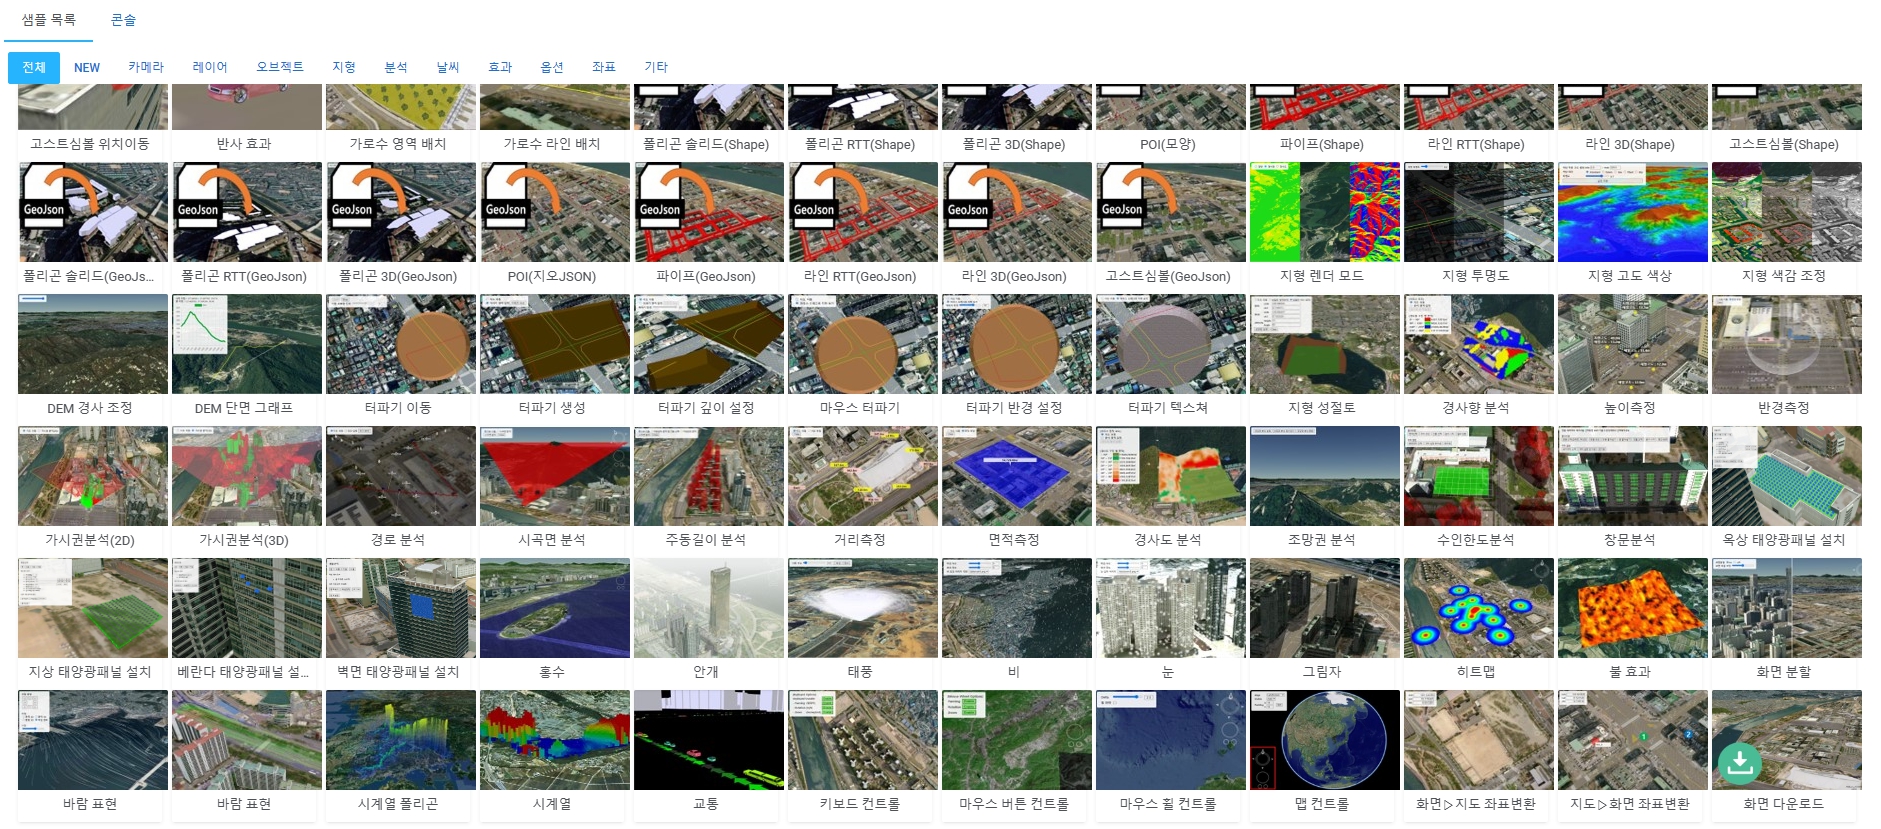 샘플 목록 콘솔
전체 NEW 카메라 레이어 오브젝트 지형 분석 날씨 효과 옵션 좌표 기타
고스트심볼 위치이동 반사 효과 가로수 영역 배치 가로수 라인 배치 폴리곤 솔리드(Shape) 폴리곤 RTT(Shape) 폴리곤 3D(Shape) POI(모양) 파이프(Shape) 라인 RTT(Shape) 라인 3D(Shape) 고스트심볼(Shape)
GeoJson GeoJson GeoJson GeoJson GeoJson GeoJson GeoJson GeoJson
폴리곤 솔리드(GeoJs... 폴리곤 RTT(GeoJson) 폴리곤 3D(GeoJson) POI(지오JSON) 파이프(GeoJson) 라인 RTT(GeoJson) 라인 3D(GeoJson) 고스트심볼(GeoJson) 지형 렌더 모드 지형 투명도 지형 고도 색상 지형 색감 조정
DEM 경사 조정 DEM 단면 그래프 터파기 이동 터파기 생성 터파기 깊이 설정 마우스 터파기 터파기 반경 설정 터파기 텍스쳐 지형 성절토 경사향 분석 높이측정 반경측정
가시권분석(2D) 가시권분석(3D) 경로 분석 시곡면 분석 주동길이 분석 거리측정 면적측정 경사도 분석 조망권 분석 수인한도분석 창문분석 옥상 태양광패널 설치
지상 태양광패널 설치 베란다 태양광패널 설... 벽면 태양광패널 설치 홍수 안개 태풍 비 눈 그림자 히트맵 불 효과 화면 분할
바람 표현 바람 표현 시계열 폴리곤 시계열 교통 키보드 컨트롤 마우스 버튼 컨트롤 마우스 휠 컨트롤 맵 컨트롤 화면▷지도 좌표변환 지도▷화면 좌표변환 화면 다운로드